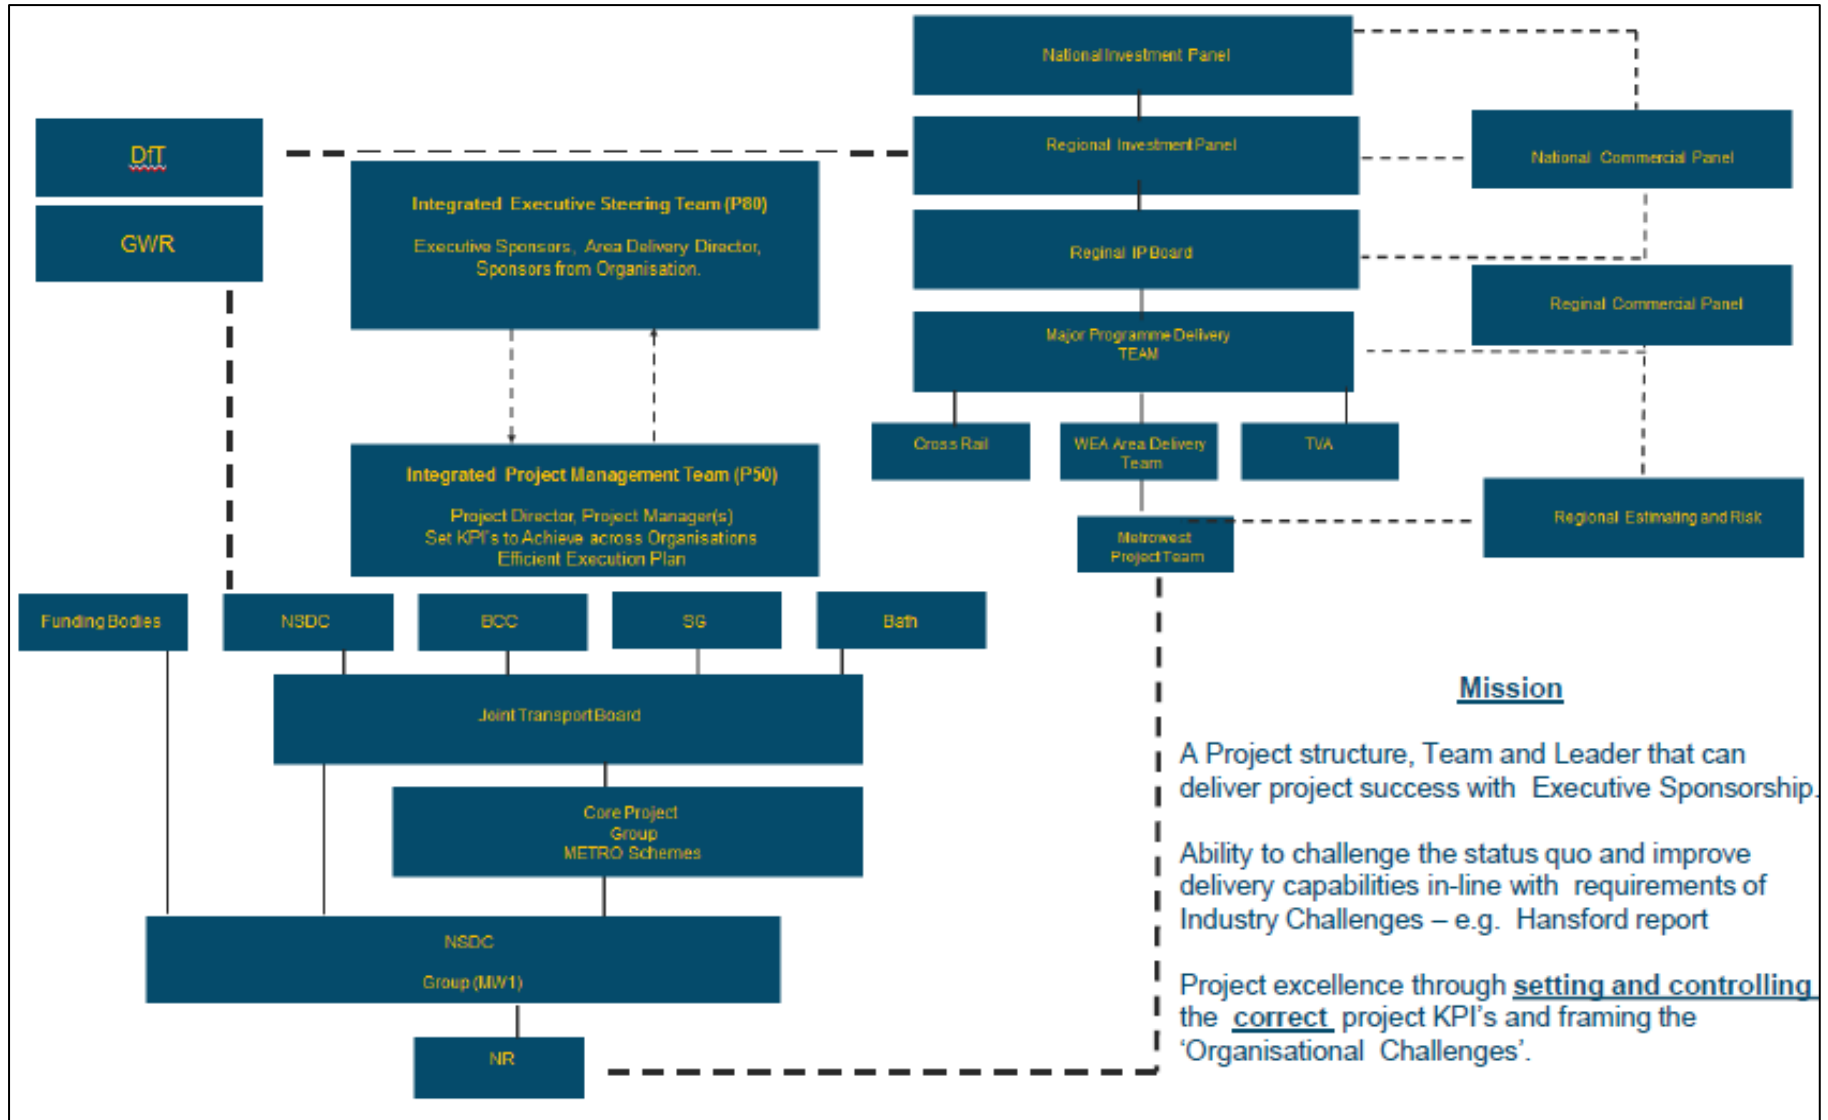 National Investment Panel
DfT
Regional Investment Panel
National Commercial Panel
Integrated Executive Steering Team (P80)
Executive Sponsors, Area Delivery Director,
Sponsors from Organisation.
GWR
Reginal IP Board
Reginal Commercial Panel
Major Programme Delivery
TEAM
Cross Rail
WEA Area Delivery
Team
TVA
Integrated Project Management Team (P50)
Project Director, Project Manager(s)
Set KPI's to Achieve across Organisations
Efficient Execution Plan
Metrowest
Project Team
Regional Estimating and Risk
Funding Bodies
NSDC
BCC
SG
Bath
Joint Transport Board
Core Project
Group
METRO Schemes
NSDC
Group (MW1)
NR
Mission
A Project structure, Team and Leader that can
deliver project success with Executive Sponsorship.
Ability to challenge the status quo and improve
delivery capabilities in-line with requirements of
Industry Challenges – e.g. Hansford report
Project excellence through setting and controlling
the correct project KPI's and framing the
‘Organisational Challenges’.